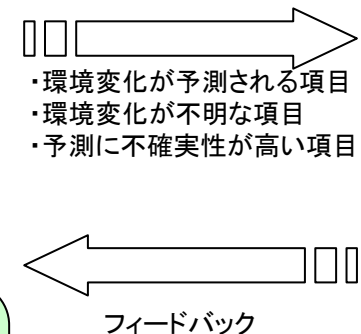 ・環境変化が予測される項目
・環境変化が不明な項目
・予測に不確実性が高い項目
フィードバック